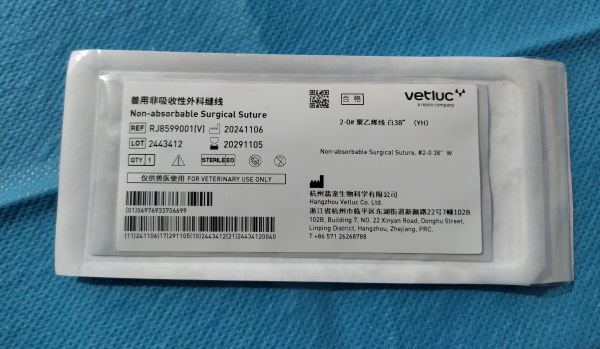 兽用非吸收性外科缝线
Non-absorbable Surgical Suture
REF RJ8599001(V) 20241106
LOT 2443412 20291105
QTY 1 STERILE EO
仅供兽医使用 FOR VETERINARY USE ONLY
(01)06976933706699
(11)241106(17)291105(10)2443412(21)24434120040
合格
vetluc
a rejoin company
2-0# 聚乙烯线 白38" (YH)
Non-absorbable Surgical Suture, #2-0 38" W
杭州翡宠生物科学有限公司
Hangzhou Vetluc Co. Ltd.
浙江省杭州市临平区东湖街道新颜路22号7幢102B
102B, Building 7, NO. 22 Xinyan Road, Donghu Street,
Linping District, Hangzhou, Zhejiang, PRC.
T +86 571 26268788